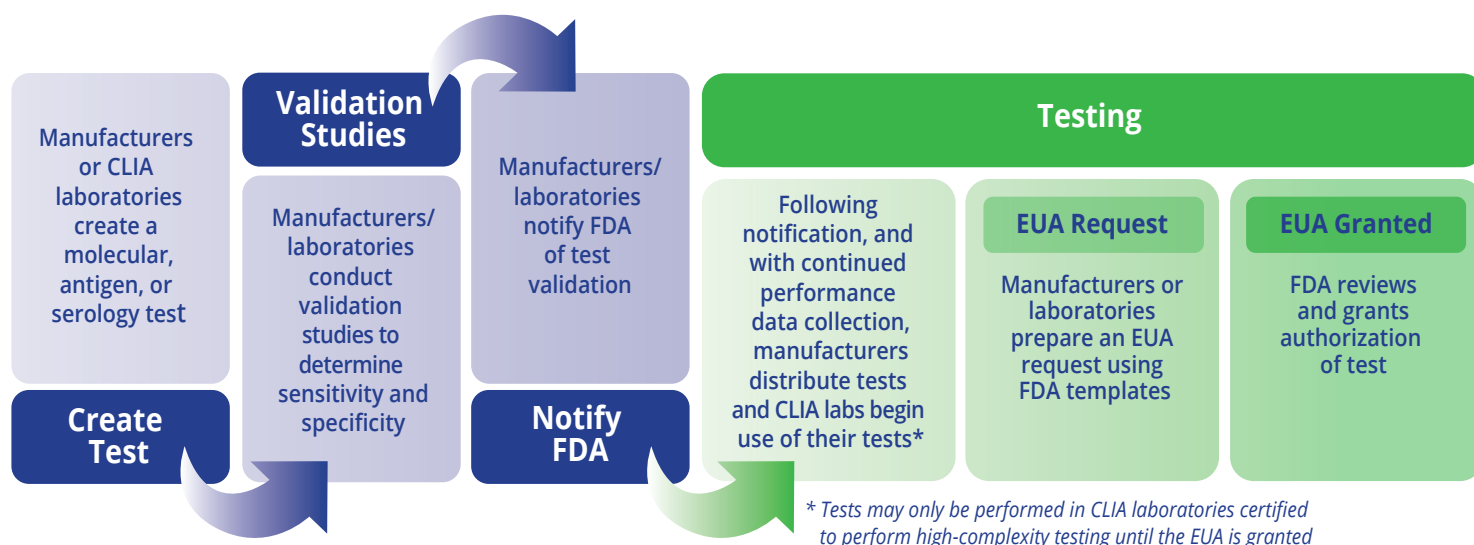 Manufacturers
or CLIA
laboratories
create a
molecular,
antigen, or
serology test
Create
Test
Validation
Studies
Manufacturers/
laboratories
conduct
validation
studies to
determine
sensitivity and
specificity
Manufacturers/
laboratories
notify FDA
of test
validation
Notify
FDA
Testing
Following
notification, and
with continued
performance
data collection,
manufacturers
distribute tests
and CLIA labs begin
use of their tests*
EUA Request
Manufacturers or
laboratories
prepare an EUA
request using
FDA templates
EUA Granted
FDA reviews
and grants
authorization
of test
* Tests may only be performed in CLIA laboratories certified
to perform high-complexity testing until the EUA is granted